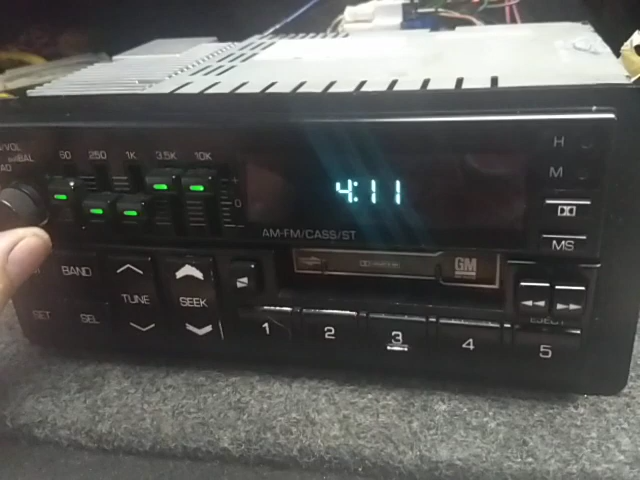 /VOL
BAL
60 250 1K 3.5K 10K
+
0
-
4:11
H
M
AM-FM/CASS/ST
MS
GM
BAND
TUNE
SEEK
SET
SEL
1
2
3
4
5
EJECT